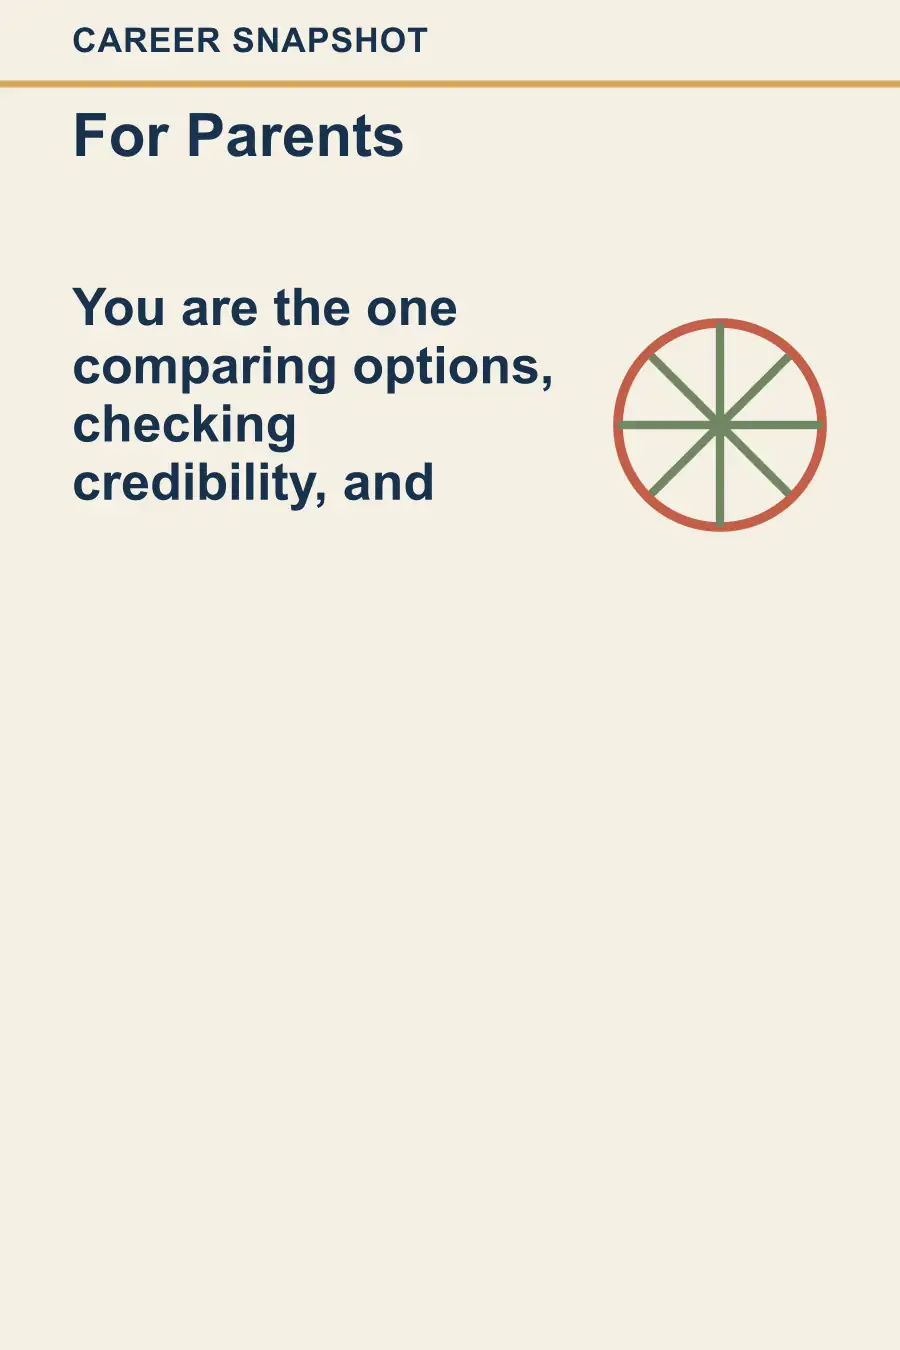 CAREER SNAPSHOT
For Parents
You are the one
comparing options,
checking
credibility, and